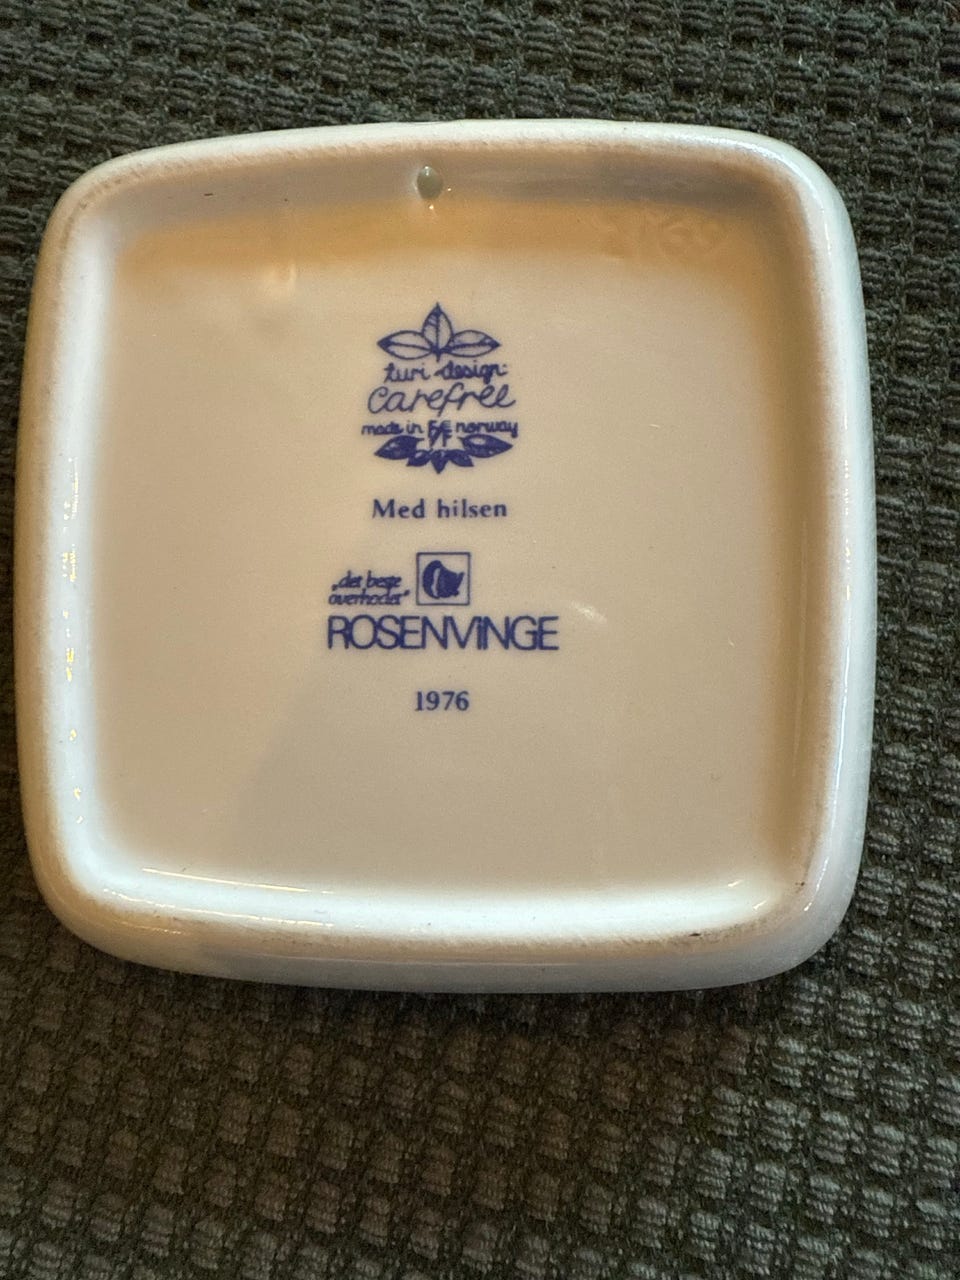 turi-design:
Carefree
made in norway
Med hilsen
„det beste
overhodet”
ROSENVINGE
1976